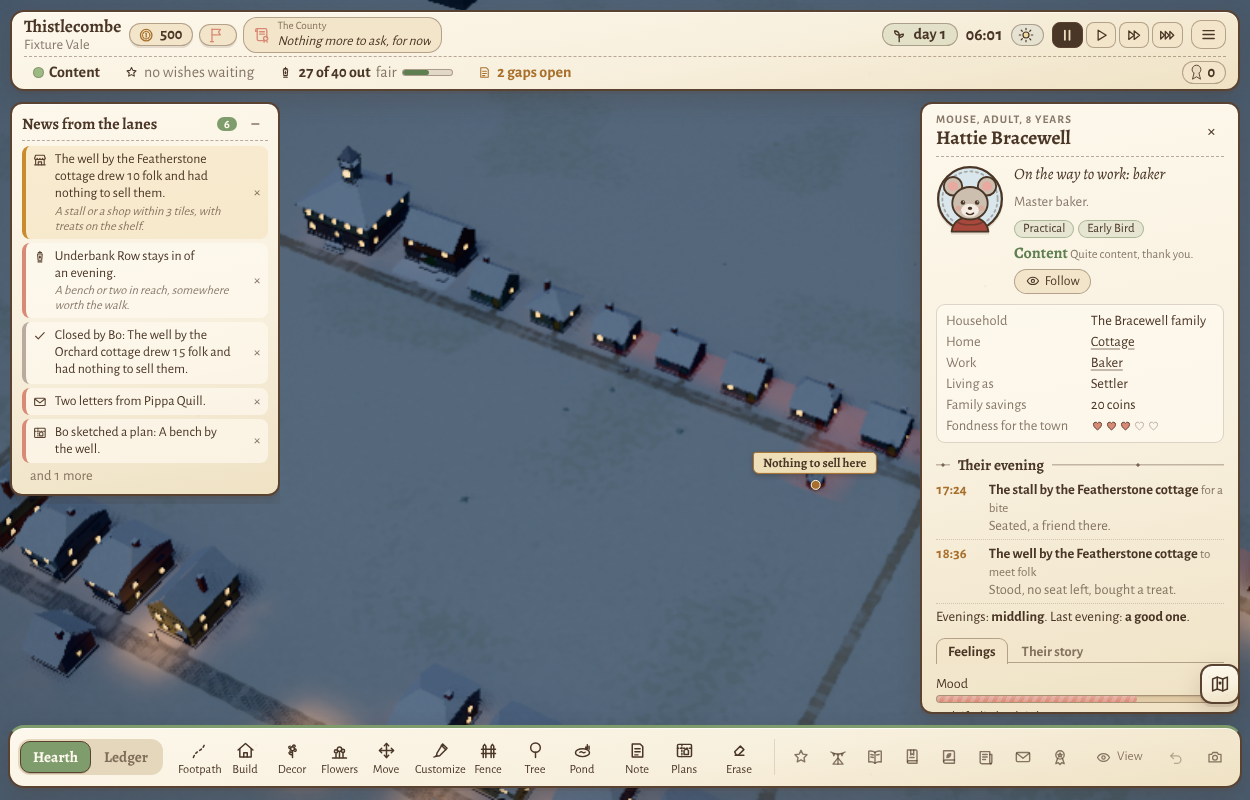 Thistlecombe
Fixture Vale
500
The County
Nothing more to ask, for now
day 1
06:01
Content
no wishes waiting
27 of 40 out fair
2 gaps open
0
News from the lanes
6
The well by the Featherstone
cottage drew 10 folk and had
nothing to sell them.
A stall or a shop within 3 tiles, with
treats on the shelf.
Underbank Row stays in of
an evening.
A bench or two in reach, somewhere
worth the walk.
Closed by Bo: The well by the
Orchard cottage drew 15 folk and
had nothing to sell them.
Two letters from Pippa Quill.
Bo sketched a plan: A bench by
the well.
and 1 more
Nothing to sell here
MOUSE, ADULT, 8 YEARS
Hattie Bracewell
On the way to work: baker
Master baker.
Practical
Early Bird
Content Quite content, thank you.
Follow
Household The Bracewell family
Home Cottage
Work Baker
Living as Settler
Family savings 20 coins
Fondness for the town
Their evening
17:24 The stall by the Featherstone cottage for a
bite
Seated, a friend there.
18:36 The well by the Featherstone cottage to
meet folk
Stood, no seat left, bought a treat.
Evenings: middling. Last evening: a good one.
Feelings
Their story
Mood
Hearth
Ledger
Footpath
Build
Decor
Flowers
Move
Customize
Fence
Tree
Pond
Note
Plans
Erase
View